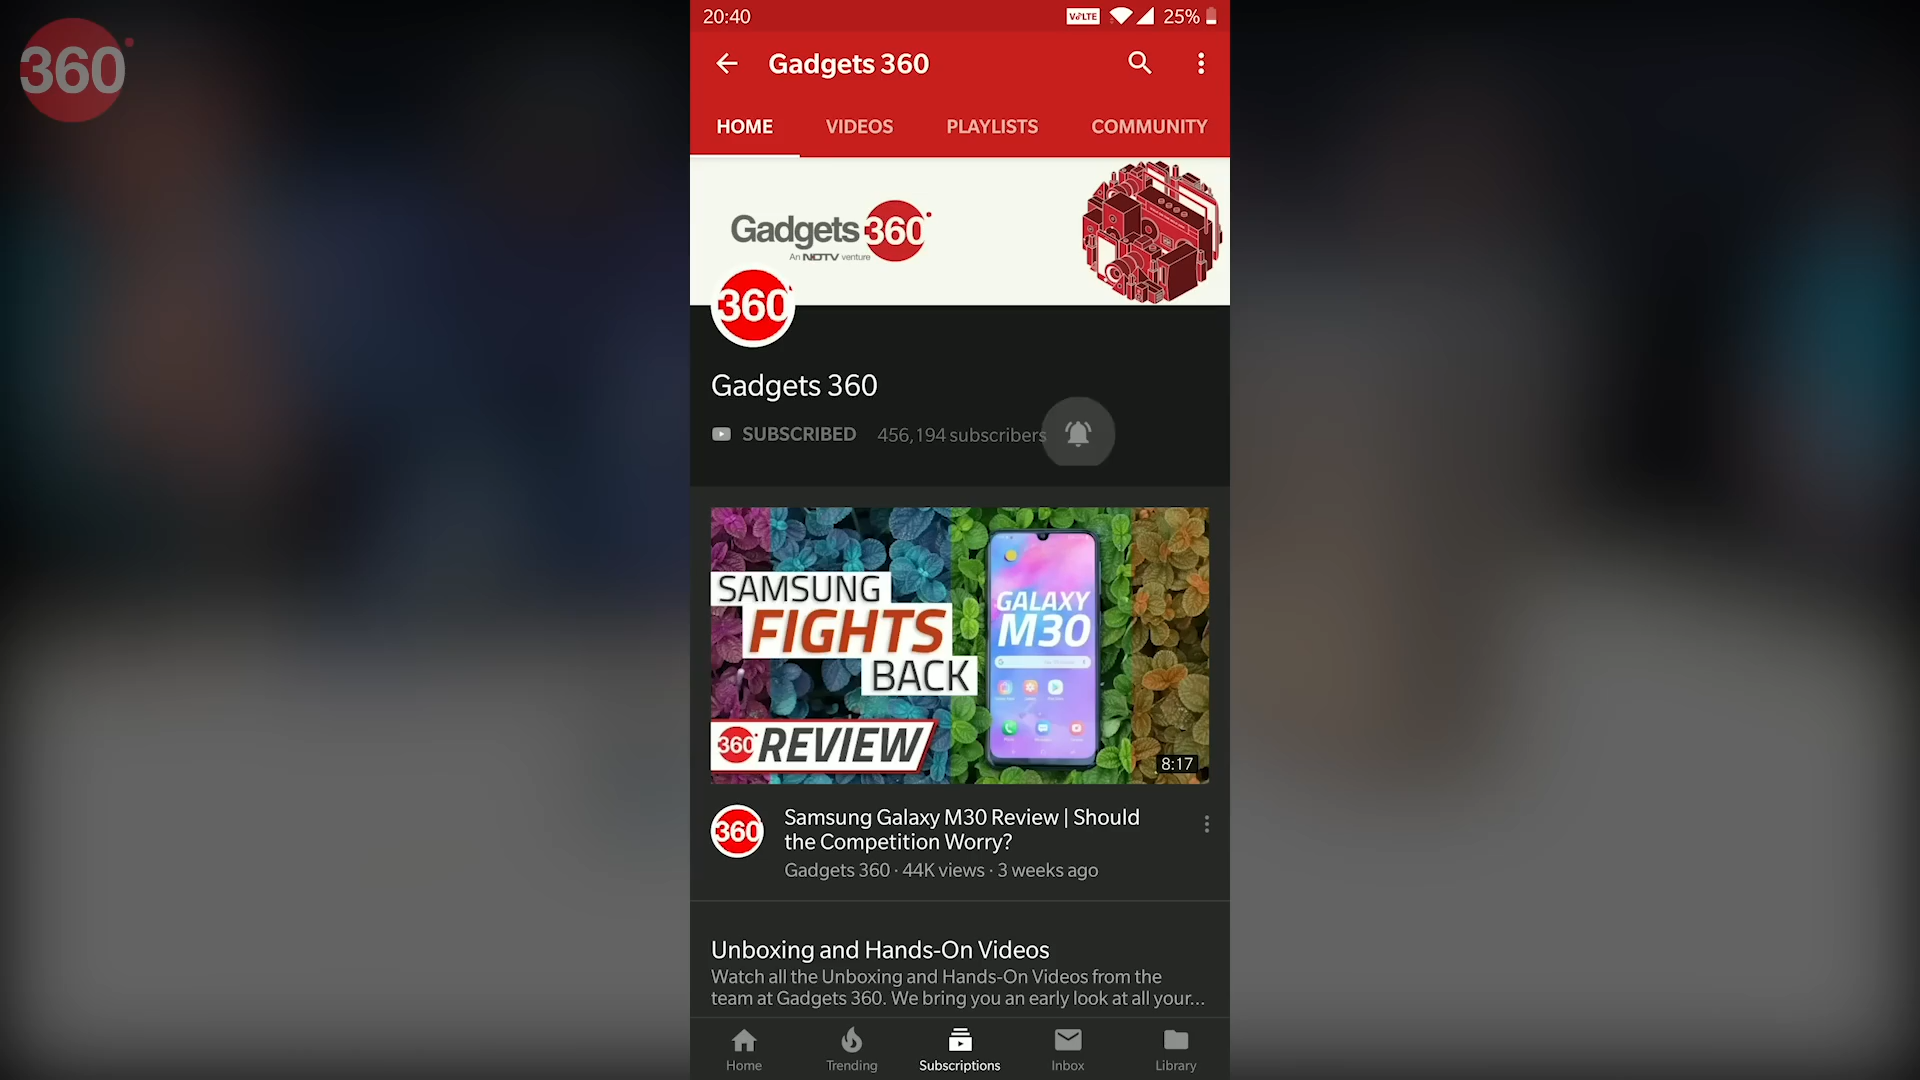 360
20:40
VoLTE
25%
Gadgets 360
HOME VIDEOS PLAYLISTS COMMUNITY
Gadgets 360
An NDTV venture
360
Gadgets 360
SUBSCRIBED 456,194 subscribers
SAMSUNG
FIGHTS
BACK
GALAXY
M30
360 REVIEW
8:17
360
Samsung Galaxy M30 Review | Should
the Competition Worry?
Gadgets 360 · 44K views · 3 weeks ago
Unboxing and Hands-On Videos
Watch all the Unboxing and Hands-On Videos from the
team at Gadgets 360. We bring you an early look at all your...
Home Trending Subscriptions Inbox Library